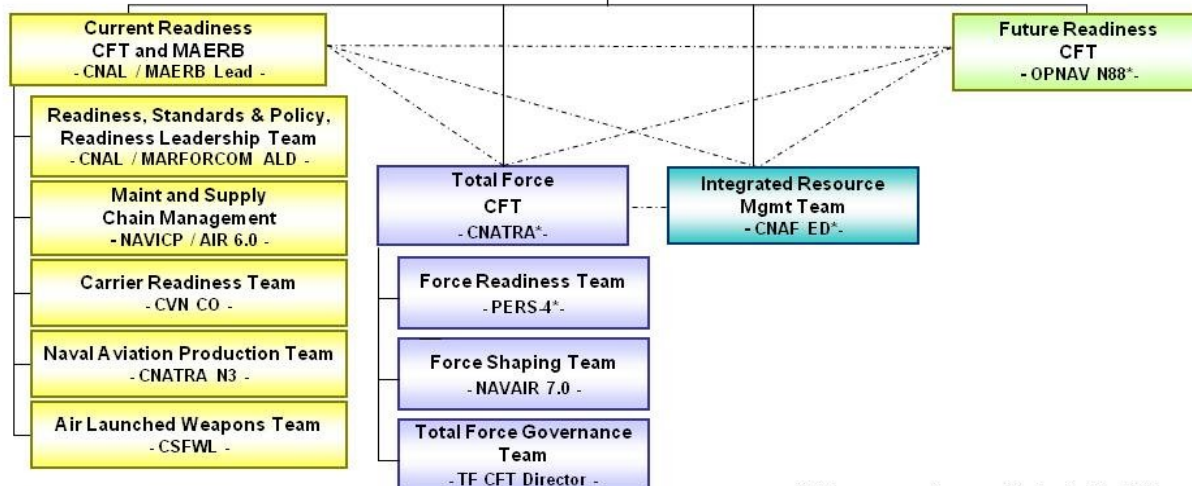 Current Readiness
CFT and MAERB
- CNAL / MAERB Lead -
Future Readiness
CFT
- OPNAV N88*-
Readiness, Standards & Policy,
Readiness Leadership Team
- CNAL / MARFORCOM ALD -
Maint and Supply
Chain Management
- NAVICP / AIR 6.0 -
Carrier Readiness Team
- CVN CO -
Naval Aviation Production Team
- CNATRA N3 -
Air Launched Weapons Team
- CSFWL -
Total Force
CFT
- CNATRA*-
Integrated Resource
Mgmt Team
- CNAF ED*-
Force Readiness Team
- PERS-4*-
Force Shaping Team
- NAVAIR 7.0 -
Total Force Governance
Team
- TF CFT Director -